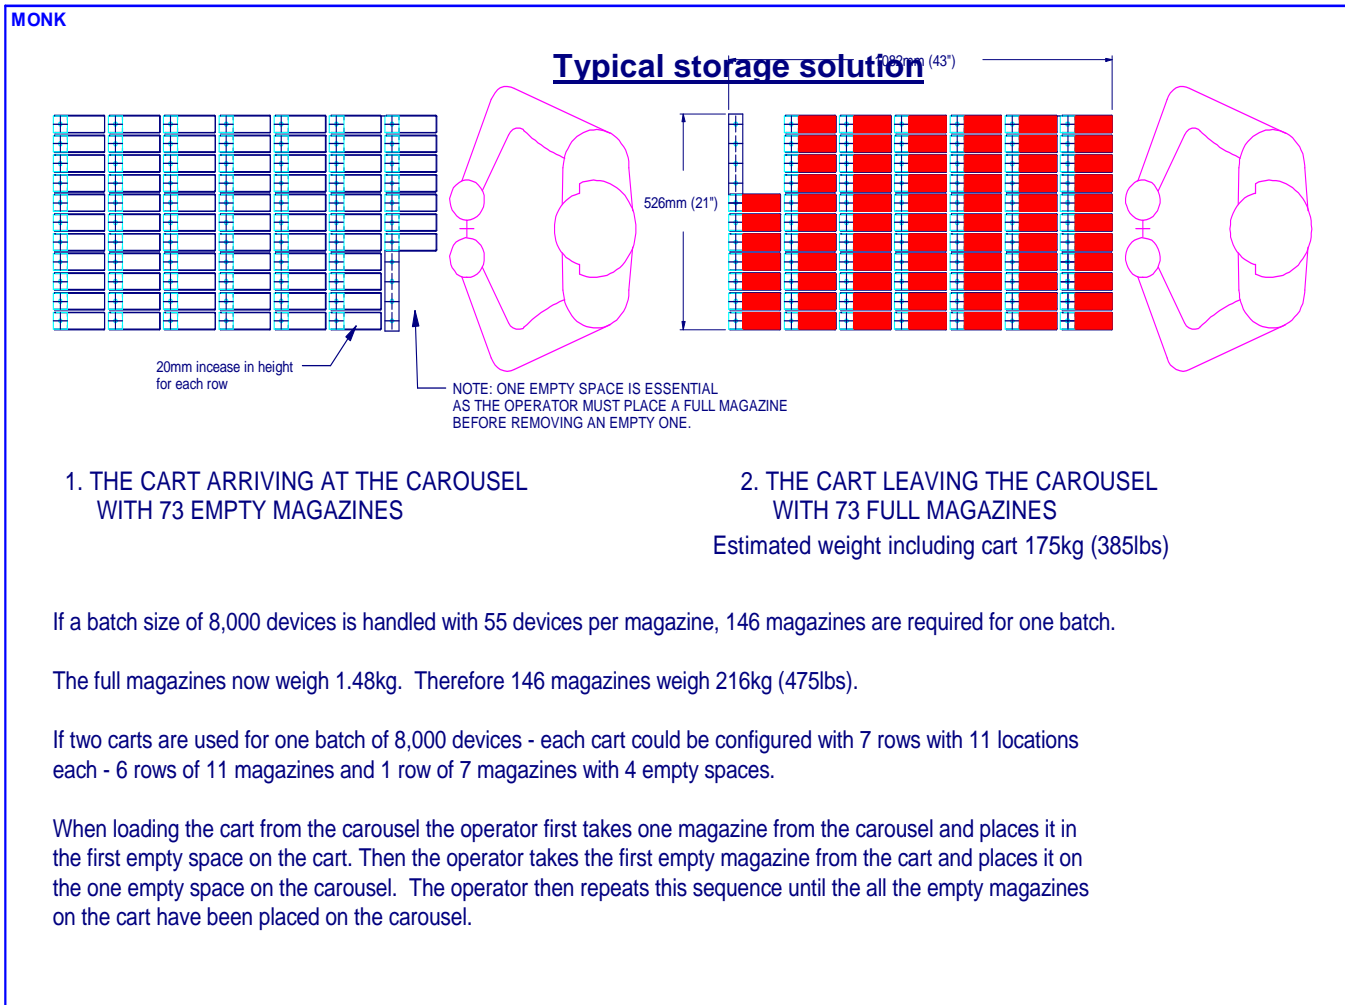 MONK
Typical storage solution
1082mm (43")
526mm (21")
20mm incease in height
for each row
NOTE: ONE EMPTY SPACE IS ESSENTIAL
AS THE OPERATOR MUST PLACE A FULL MAGAZINE
BEFORE REMOVING AN EMPTY ONE.
1. THE CART ARRIVING AT THE CAROUSEL
WITH 73 EMPTY MAGAZINES
2. THE CART LEAVING THE CAROUSEL
WITH 73 FULL MAGAZINES
Estimated weight including cart 175kg (385lbs)
If a batch size of 8,000 devices is handled with 55 devices per magazine, 146 magazines are required for one batch.
The full magazines now weigh 1.48kg.  Therefore 146 magazines weigh 216kg (475lbs).
If two carts are used for one batch of 8,000 devices - each cart could be configured with 7 rows with 11 locations
each - 6 rows of 11 magazines and 1 row of 7 magazines with 4 empty spaces.
When loading the cart from the carousel the operator first takes one magazine from the carousel and places it in
the first empty space on the cart. Then the operator takes the first empty magazine from the cart and places it on
the one empty space on the carousel.  The operator then repeats this sequence until the all the empty magazines
on the cart have been placed on the carousel.